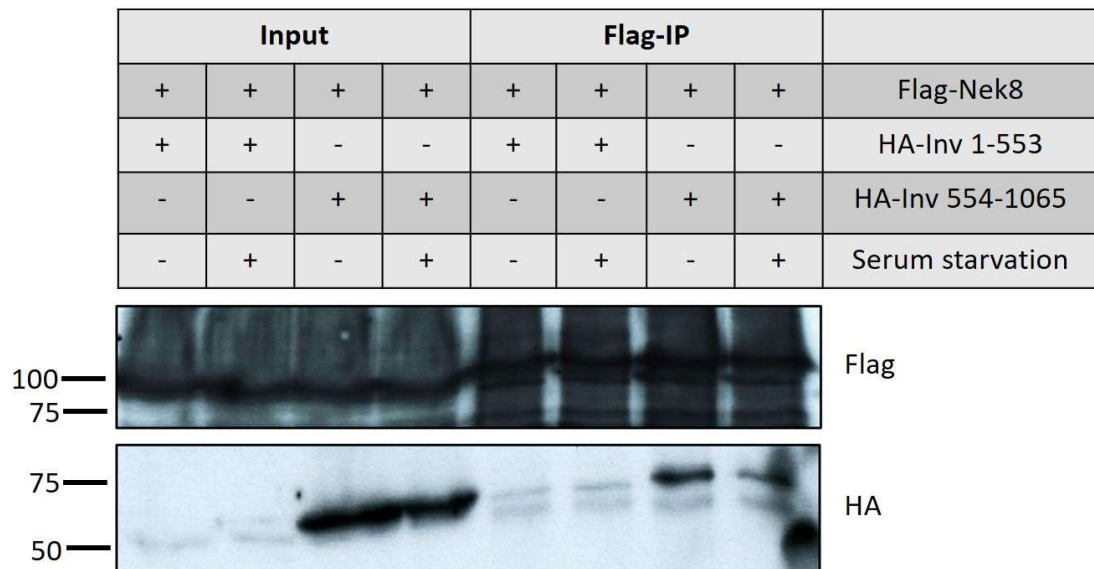 Input Flag-IP
+ + + + + + + + Flag-Nek8
+ + - - + + - - HA-Inv 1-553
- - + + - - + + HA-Inv 554-1065
- + - + - + - + Serum starvation
Flag
100
75
75
HA
50